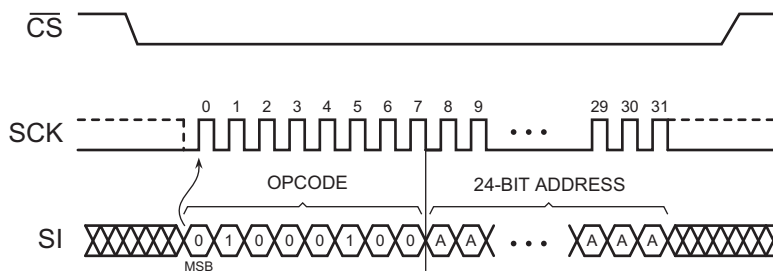 CS
0 1 2 3 4 5 6 7 8 9 29 30 31
SCK
OPCODE 24-BIT ADDRESS
SI 0 1 0 0 0 1 0 0 A A A A A
MSB